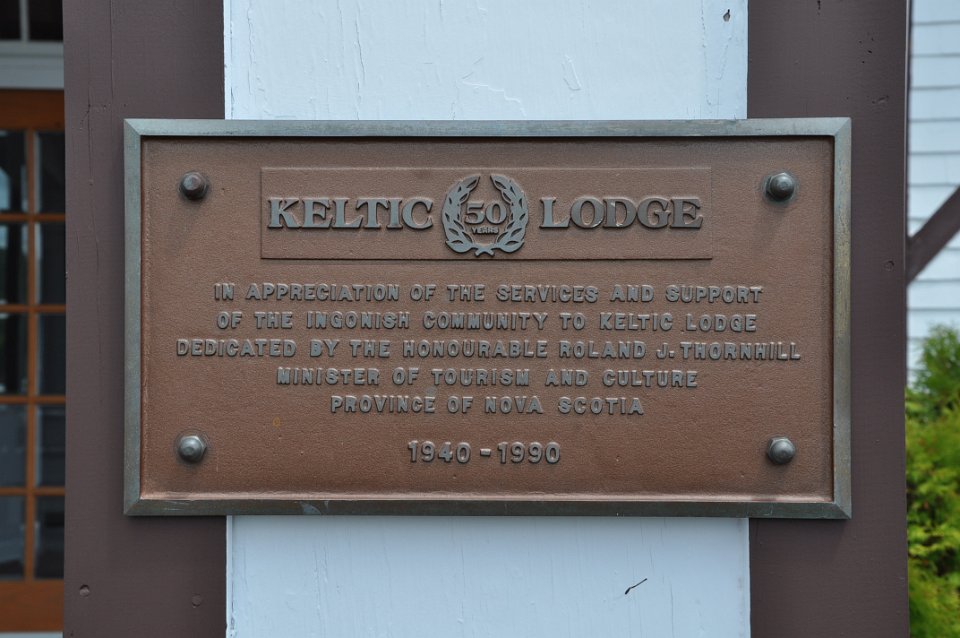 KELTIC 50 YEARS LODGE
IN APPRECIATION OF THE SERVICES AND SUPPORT
OF THE INGONISH COMMUNITY TO KELTIC LODGE
DEDICATED BY THE HONOURABLE ROLAND J. THORNHILL
MINISTER OF TOURISM AND CULTURE
PROVINCE OF NOVA SCOTIA
1940 - 1990